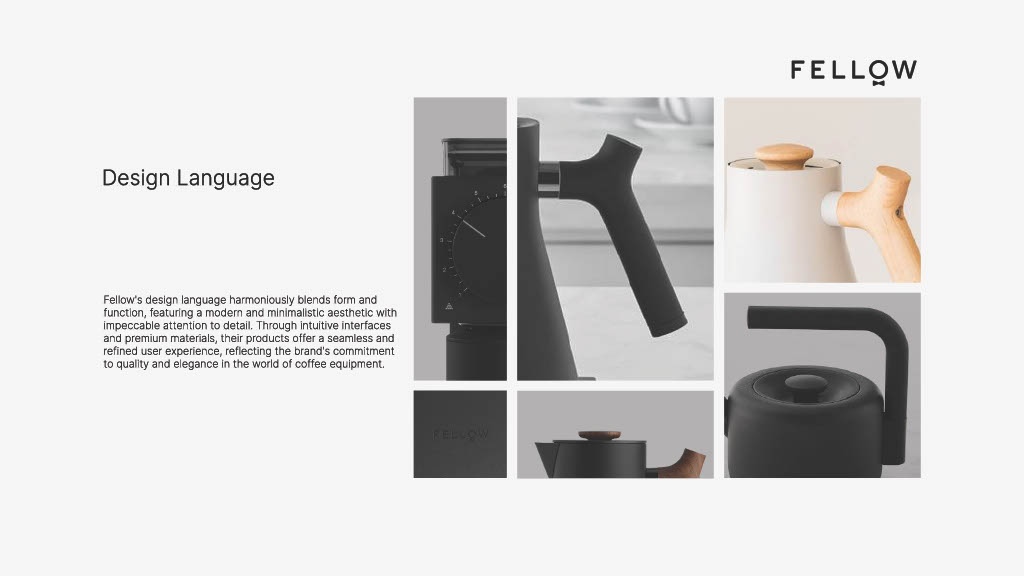 FELLOW
Design Language
Fellow's design language harmoniously blends form and
function, featuring a modern and minimalistic aesthetic with
impeccable attention to detail. Through intuitive interfaces
and premium materials, their products offer a seamless and
refined user experience, reflecting the brand's commitment
to quality and elegance in the world of coffee equipment.
FELLOW